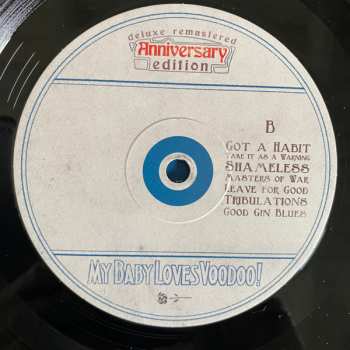 deluxe remastered
Anniversary
edition
B
GOT A HABIT
TAKE IT AS A WARNING
SHAMELESS
MASTERS OF WAR
LEAVE FOR GOOD
TRIBULATIONS
GOOD GIN BLUES
MY BABY LOVES VOODOO!